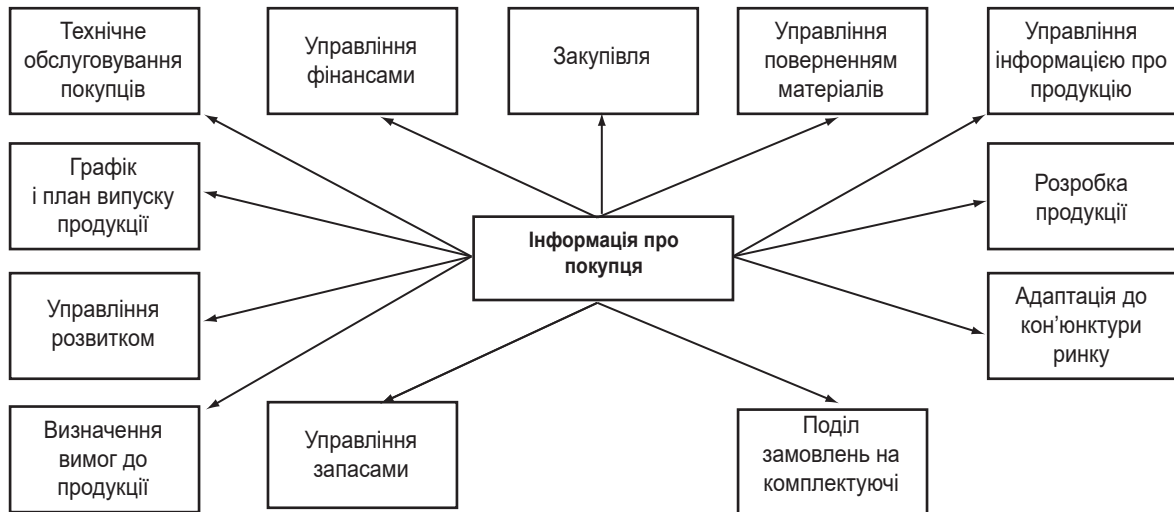 Технічне
обслуговування
покупців
Управління
фінансами
Закупівля
Управління
поверненням
матеріалів
Управління
інформацією про
продукцію
Графік
і план випуску
продукції
Інформація про
покупця
Розробка
продукції
Управління
розвитком
Адаптація до
кон’юнктури
ринку
Визначення
вимог до
продукції
Управління
запасами
Поділ
замовлень на
комплектуючі